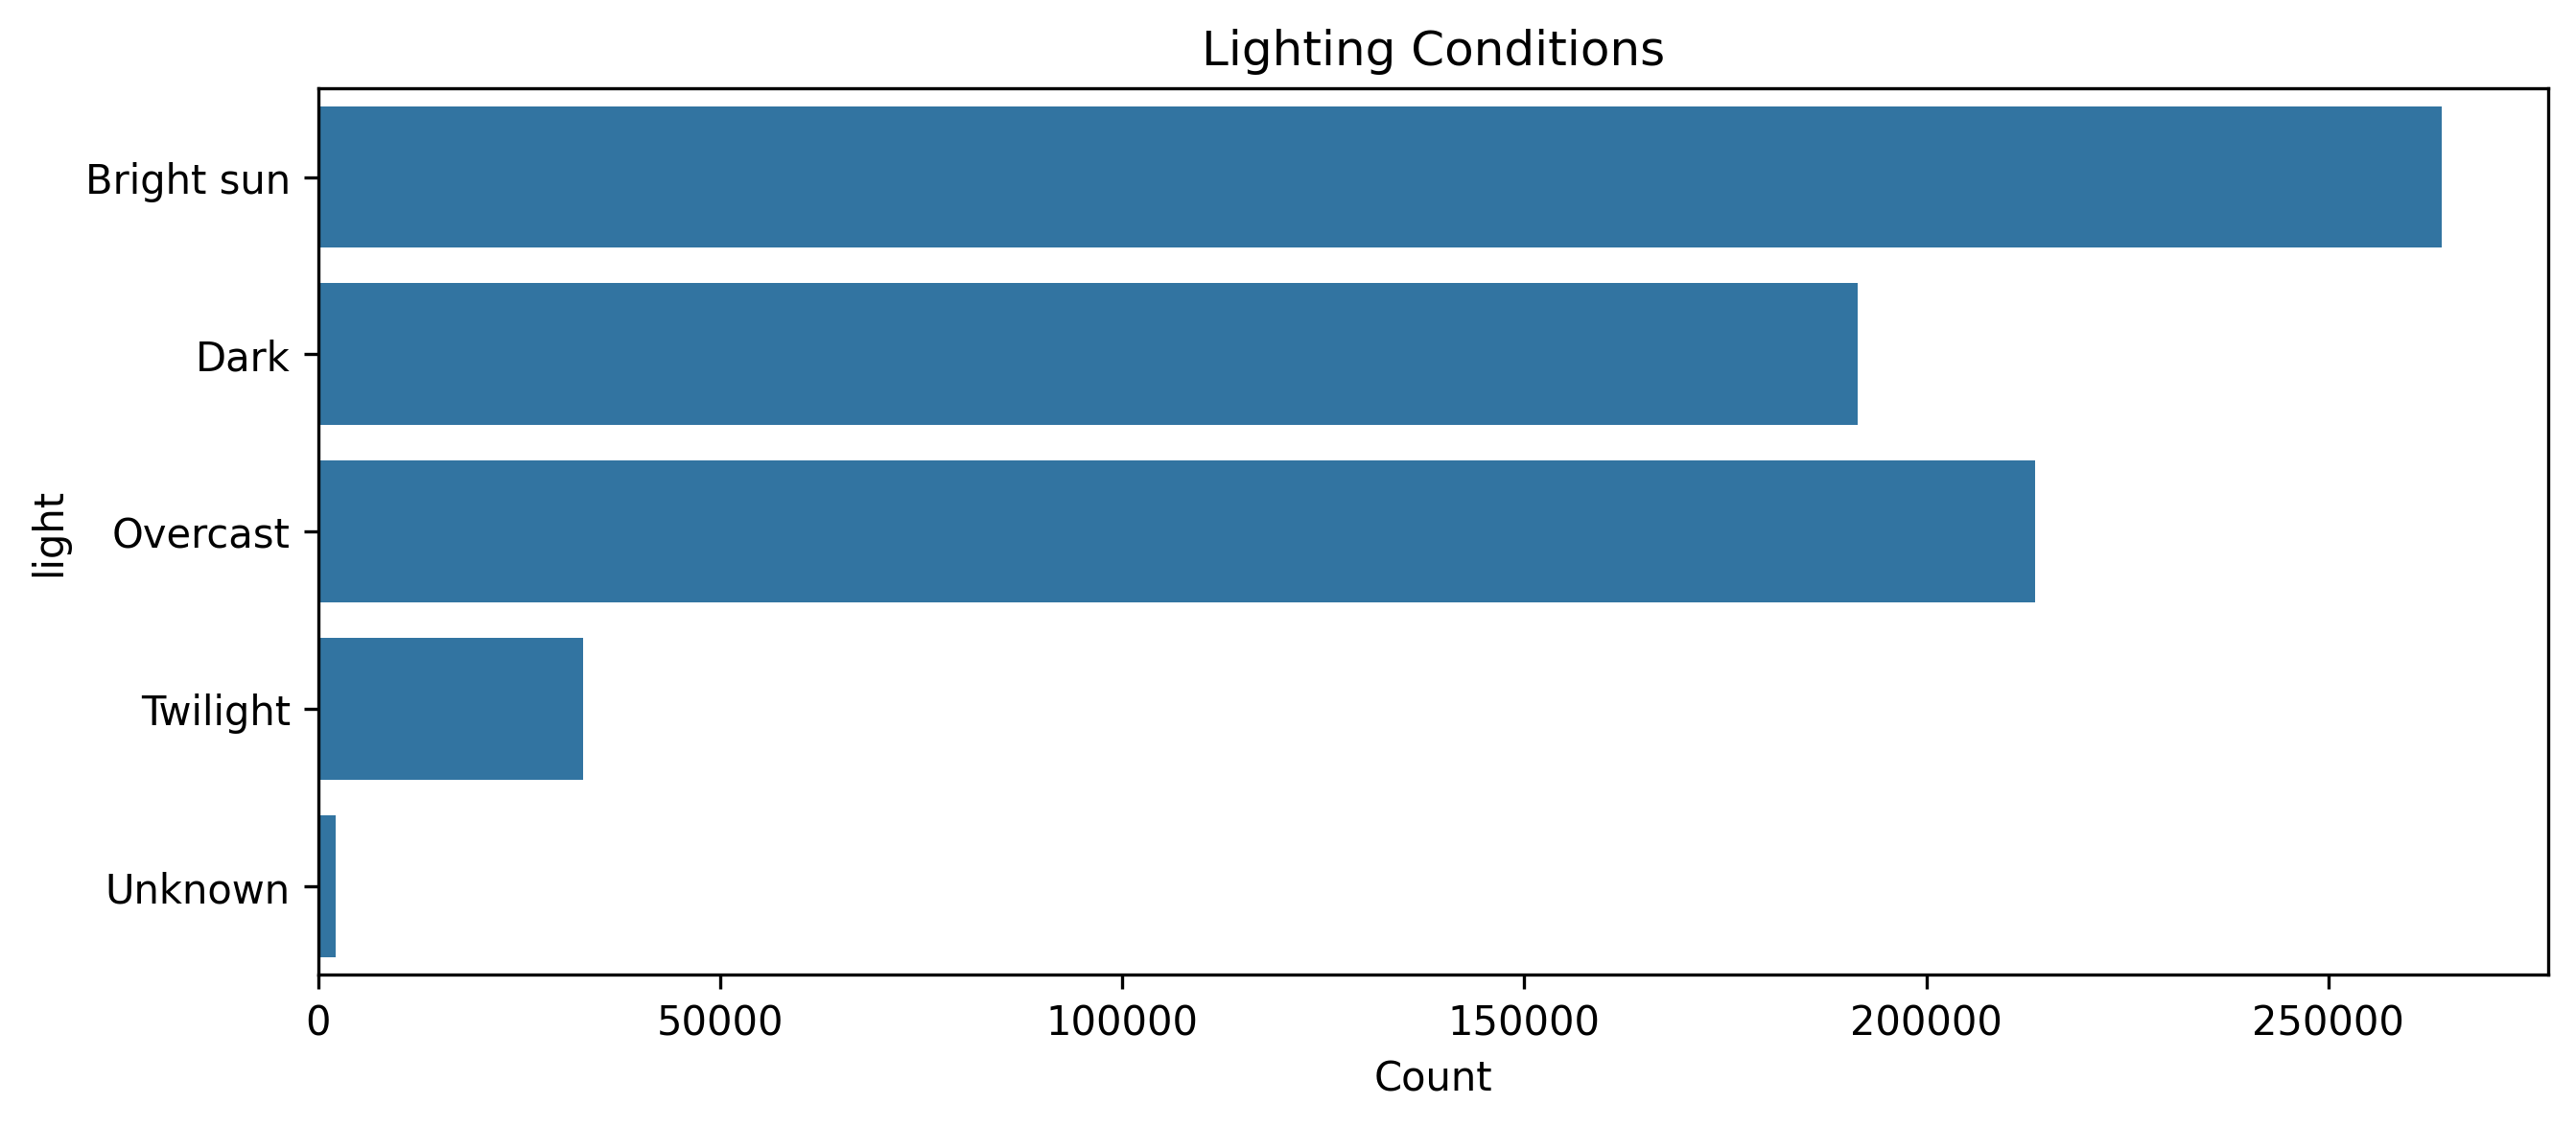 Lighting Conditions
Bright sun
Dark
Overcast
Twilight
Unknown
light
0 50000 100000 150000 200000 250000
Count